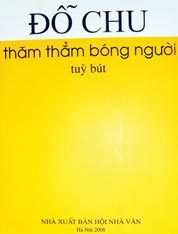 ĐỖ CHU
thăm thẳm bóng người
tuỳ bút
NHÀ XUẤT BẢN HỘI NHÀ VĂN
Hà Nội 2008